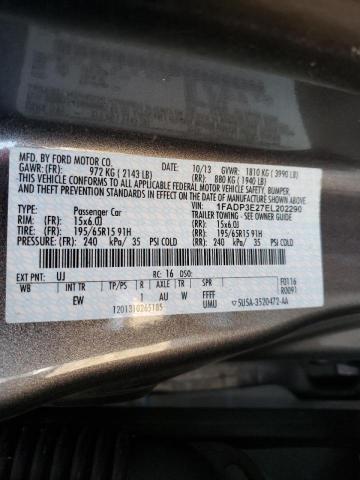 MFD. BY FORD MOTOR CO.
10/13 GVWR: 1810 KG ( 3990 LB)
GAWR: (FR): 972 KG ( 2143 LB) (RR): 880 KG ( 1940 LB)
THIS VEHICLE CONFORMS TO ALL APPLICABLE FEDERAL MOTOR VEHICLE SAFETY, BUMPER,
AND THEFT PREVENTION STANDARDS IN EFFECT ON THE DATE OF MANUFACTURE SHOWN ABOVE.
VIN: 1FADP3E27EL202290
TYPE: Passenger Car TRAILER TOWING - SEE OWNERS GUIDE
RIM: (FR): 15x6.0J (RR): 15x6.0J
TIRE: (FR): 195/65R15 91H (RR): 195/65R15 91H
PRESSURE: (FR): 240 kPa/ 35 PSI COLD (RR): 240 kPa/ 35 PSI COLD
EXT PNT: UJ RC: 16 DSO:
WB INT TR TP/PS R AXLE TR SPR F0116
EW 1 AU W FFFF R0091
UMU
1201310265185 5USA-3520472-AA